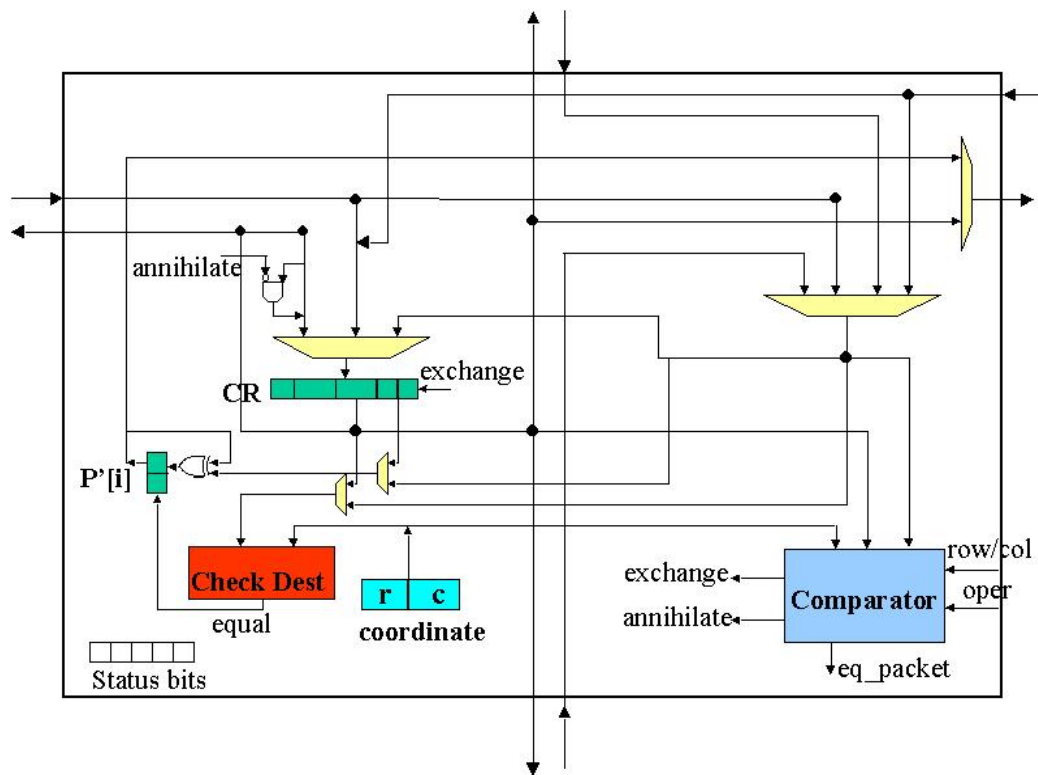 annihilate
exchange
CR
P'[i]
Check Dest
r c
coordinate
equal
Status bits
row/col
exchange
Comparator
oper
annihilate
eq_packet